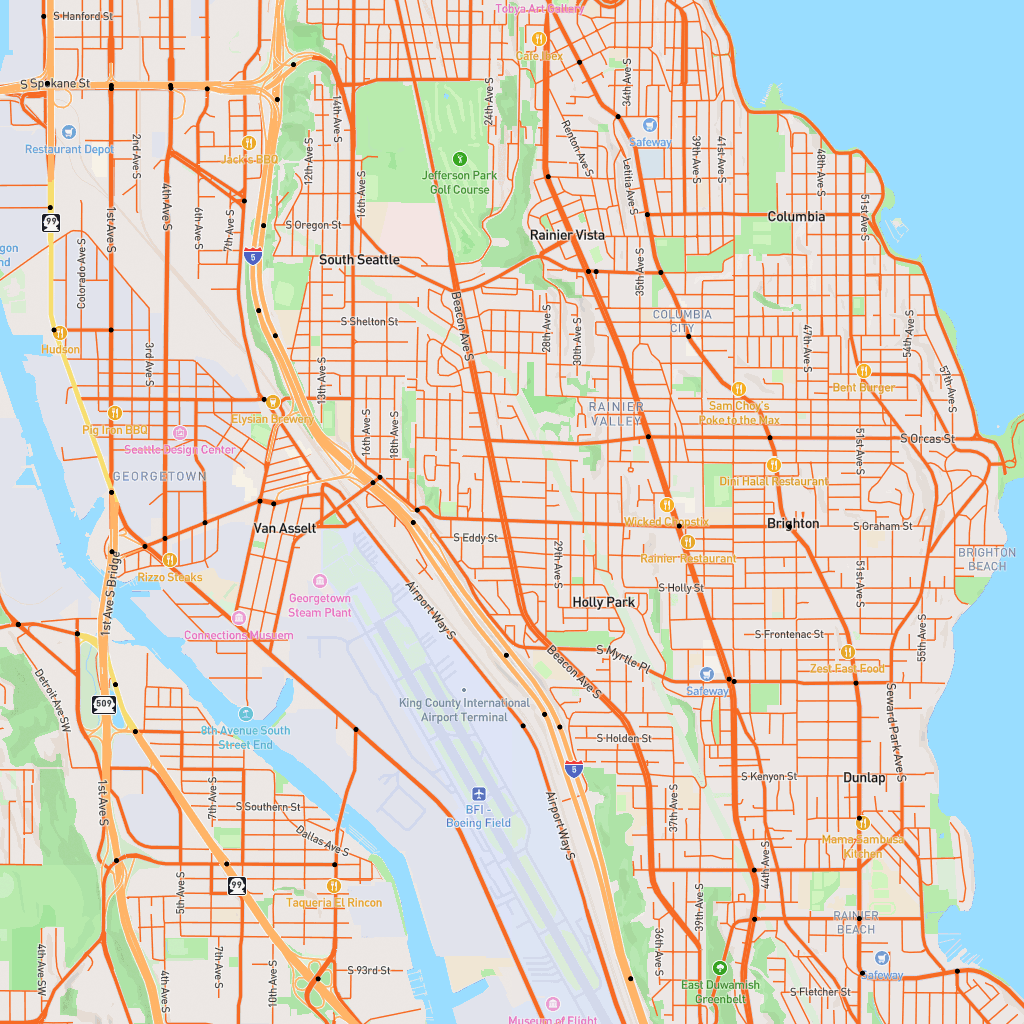 Tobya Art Gallery
S Hanford St
Cafe Ibex
S Spokane St
24th Ave S
34th Ave S
14th Ave S
Restaurant Depot
2nd Ave S
Jack's BBQ
12th Ave S
Renton Ave S
Safeway
39th Ave S
41st Ave S
48th Ave S
Jefferson Park
Golf Course
16th Ave S
Letitia Ave S
1st Ave S
4th Ave S
6th Ave S
7th Ave S
51st Ave S
99
S Oregon St
Columbia
Rainier Vista
5
South Seattle
Colorado Ave S
35th Ave S
Beacon Ave S
S Shelton St
28th Ave S
30th Ave S
COLUMBIA
CITY
47th Ave S
54th Ave S
Hudson
3rd Ave S
13th Ave S
57th Ave S
Bent Burger
Sam Choy's
Poke to the Max
Elysian Brewery
Pig Iron BBQ
16th Ave S
18th Ave S
RAINIER
VALLEY
Seattle Design Center
S Orcas St
51st Ave S
GEORGETOWN
Dini Halal Restaurant
Van Asselt
Wicked Chopstix
Brighton
S Graham St
S Eddy St
29th Ave S
Rainier Restaurant
BRIGHTON
BEACH
1st Ave S Bridge
Rizzo Steaks
Georgetown
Steam Plant
Airport Way S
S Holly St
51st Ave S
Holly Park
Connections Museum
S Frontenac St
55th Ave S
Detroit Ave SW
S Myrtle Pl
Beacon Ave S
Zest East Food
Safeway
509
King County International
Airport Terminal
Seward Park Ave S
8th Avenue South
Street End
S Holden St
5
S Kenyon St
Dunlap
1st Ave S
7th Ave S
S Southern St
BFI -
Boeing Field
Airport Way S
37th Ave S
Dallas Ave S
Mama Sambusa
Kitchen
44th Ave S
99
5th Ave S
Taqueria El Rincon
39th Ave S
RAINIER
BEACH
36th Ave S
4th Ave SW
7th Ave S
4th Ave S
10th Ave S
S 93rd St
East Duwamish
Greenbelt
Safeway
S Fletcher St
Museum of Flight